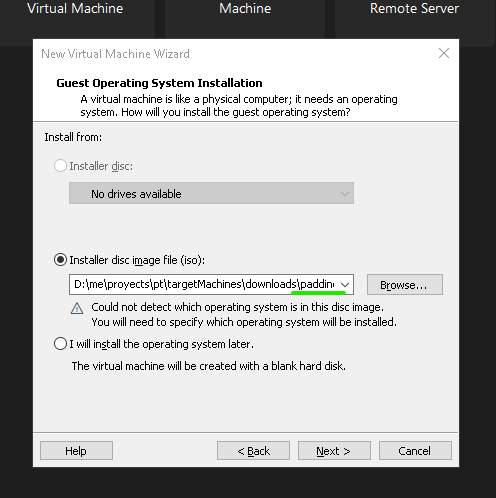 Virtual Machine
Machine
Remote Server
New Virtual Machine Wizard
Guest Operating System Installation
A virtual machine is like a physical computer; it needs an operating
system. How will you install the guest operating system?
Install from:
Installer disc:
No drives available
Installer disc image file (iso):
D:\me\proyects\pt\targetMachines\downloads\padding
Browse...
Could not detect which operating system is in this disc image.
You will need to specify which operating system will be installed.
I will install the operating system later.
The virtual machine will be created with a blank hard disk.
Help
< Back
Next >
Cancel